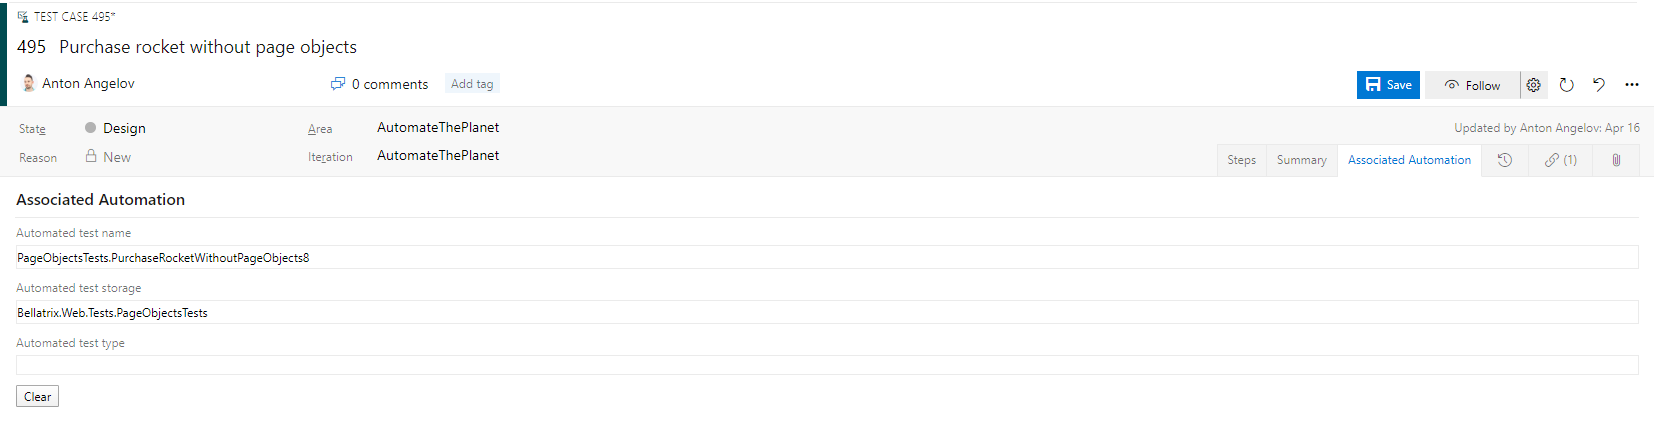 TEST CASE 495*
495 Purchase rocket without page objects
Anton Angelov 0 comments Add tag Save Follow
State Design Area AutomateThePlanet Updated by Anton Angelov: Apr 16
Reason New Iteration AutomateThePlanet
Steps Summary Associated Automation (1)
Associated Automation
Automated test name
PageObjectsTests.PurchaseRocketWithoutPageObjects8
Automated test storage
Bellatrix.Web.Tests.PageObjectsTests
Automated test type
Clear